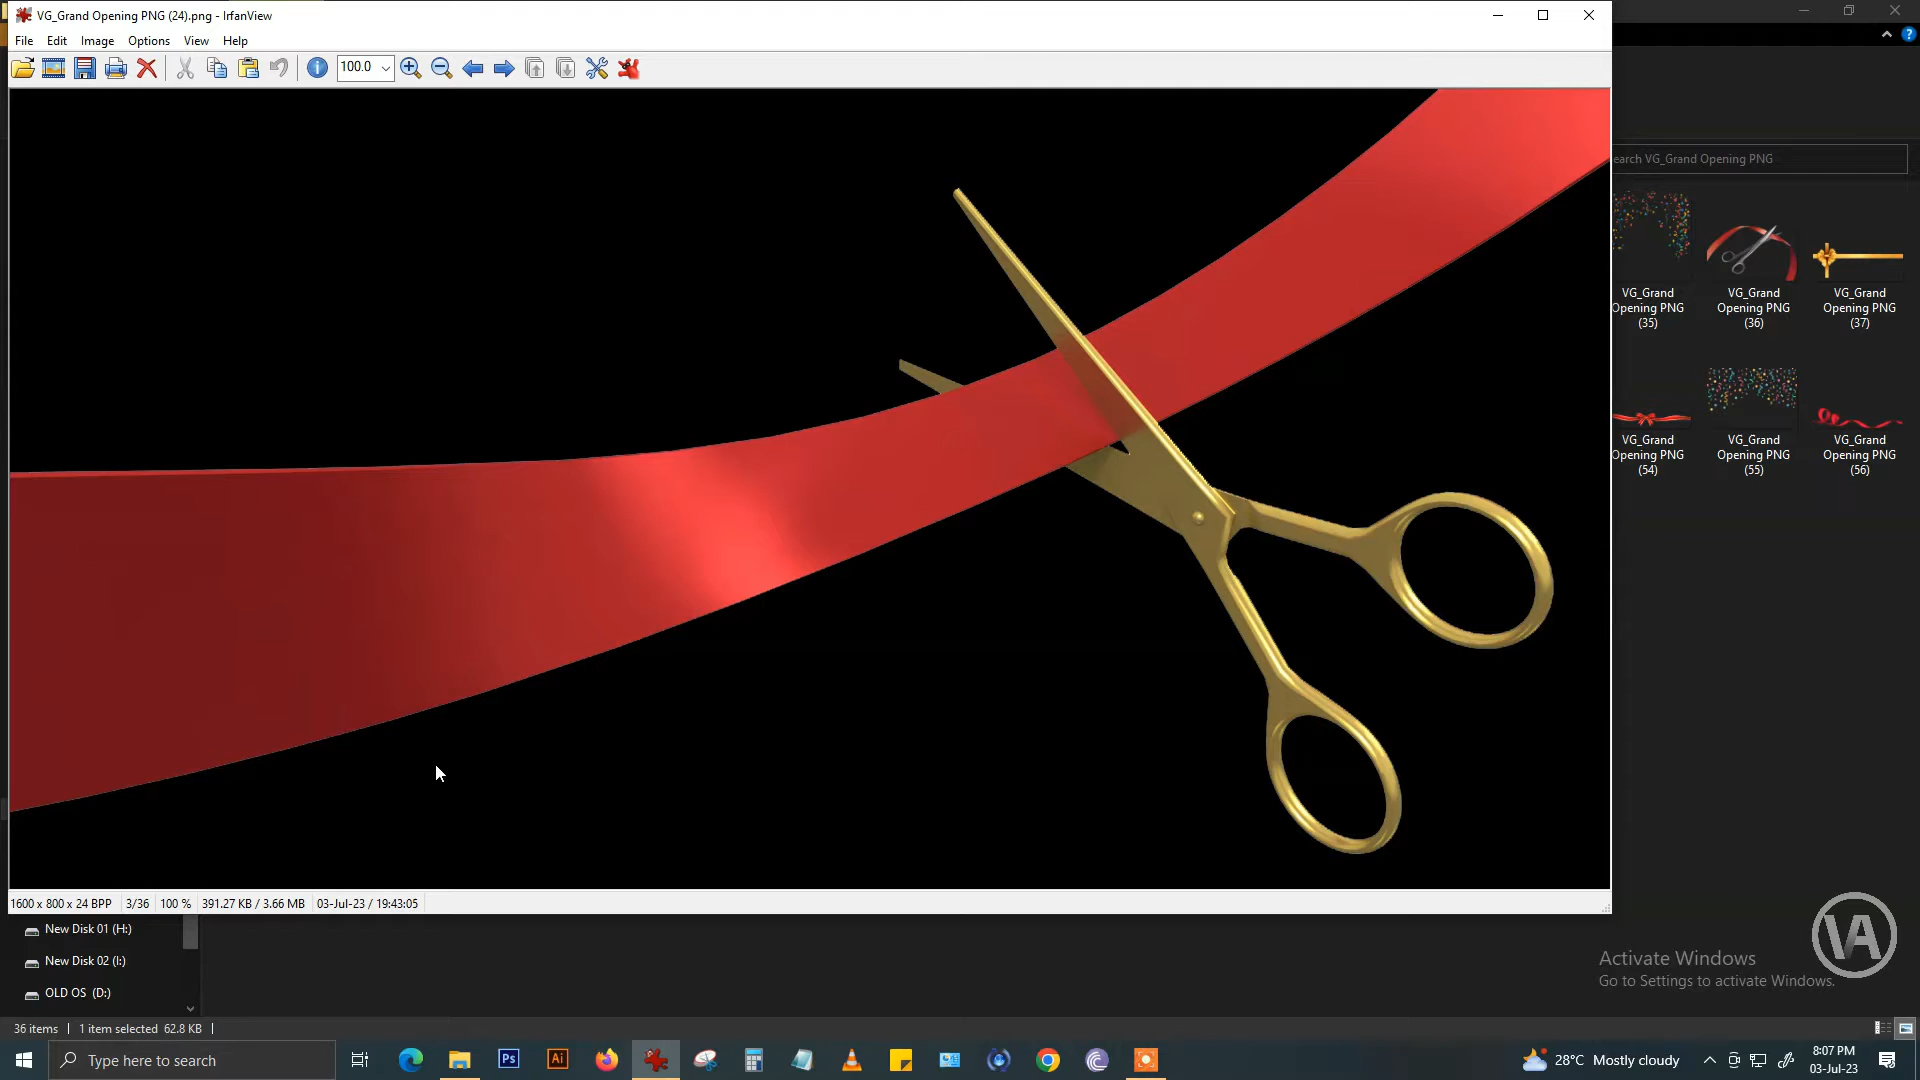 VG_Grand Opening PNG (24).png - IrfanView
File Edit Image Options View Help
100.0
earch VG_Grand Opening PNG
VG_Grand
Opening PNG
(35)
VG_Grand
Opening PNG
(36)
VG_Grand
Opening PNG
(37)
VG_Grand
Opening PNG
(54)
VG_Grand
Opening PNG
(55)
VG_Grand
Opening PNG
(56)
1600 x 800 x 24 BPP 3/36 100 % 391.27 KB / 3.66 MB 03-Jul-23 / 19:43:05
New Disk 01 (H:)
New Disk 02 (I:)
OLD OS (D:)
VA
Activate Windows
Go to Settings to activate Windows.
36 items 1 item selected 62.8 KB
Type here to search
Ps
Ai
28°C Mostly cloudy
8:07 PM
03-Jul-23